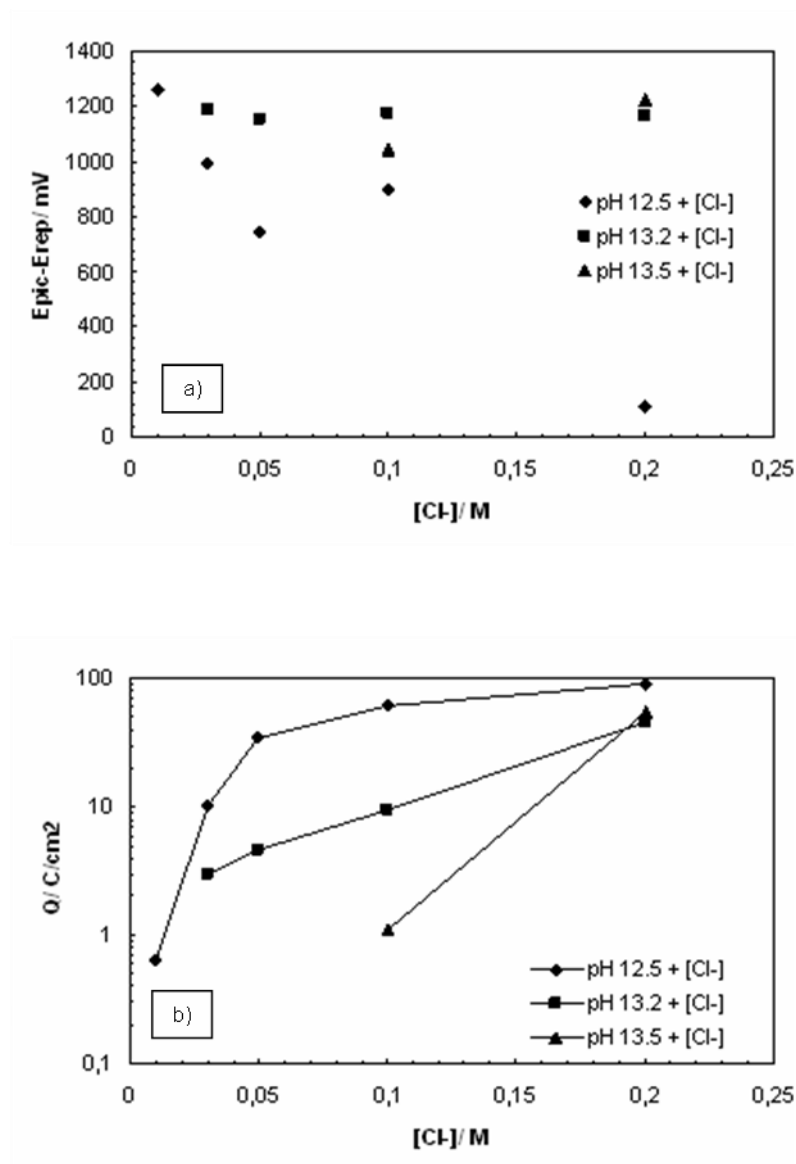 1400
1200
1000
800
600
400
200
0
Epic-Erep/ mV
pH 12.5 + [Cl-]
pH 13.2 + [Cl-]
pH 13.5 + [Cl-]
a)
0 0,05 0,1 0,15 0,2 0,25
[Cl-]/ M
100
10
1
0,1
Q/ C/cm2
pH 12.5 + [Cl-]
pH 13.2 + [Cl-]
pH 13.5 + [Cl-]
b)
0 0,05 0,1 0,15 0,2 0,25
[Cl-]/ M